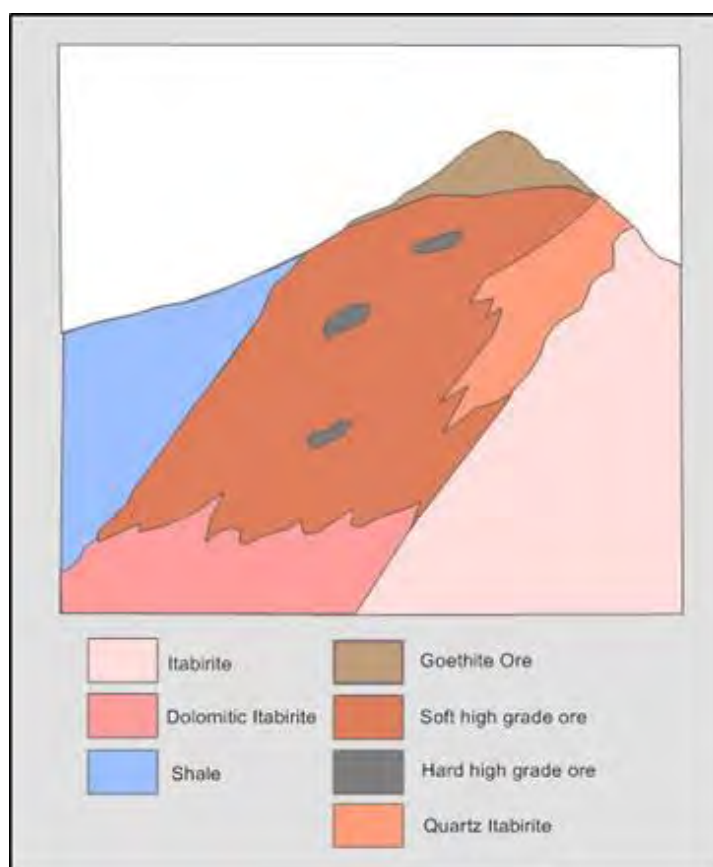 Itabirite
Dolomitic Itabirite
Shale
Goethite Ore
Soft high grade ore
Hard high grade ore
Quartz Itabirite